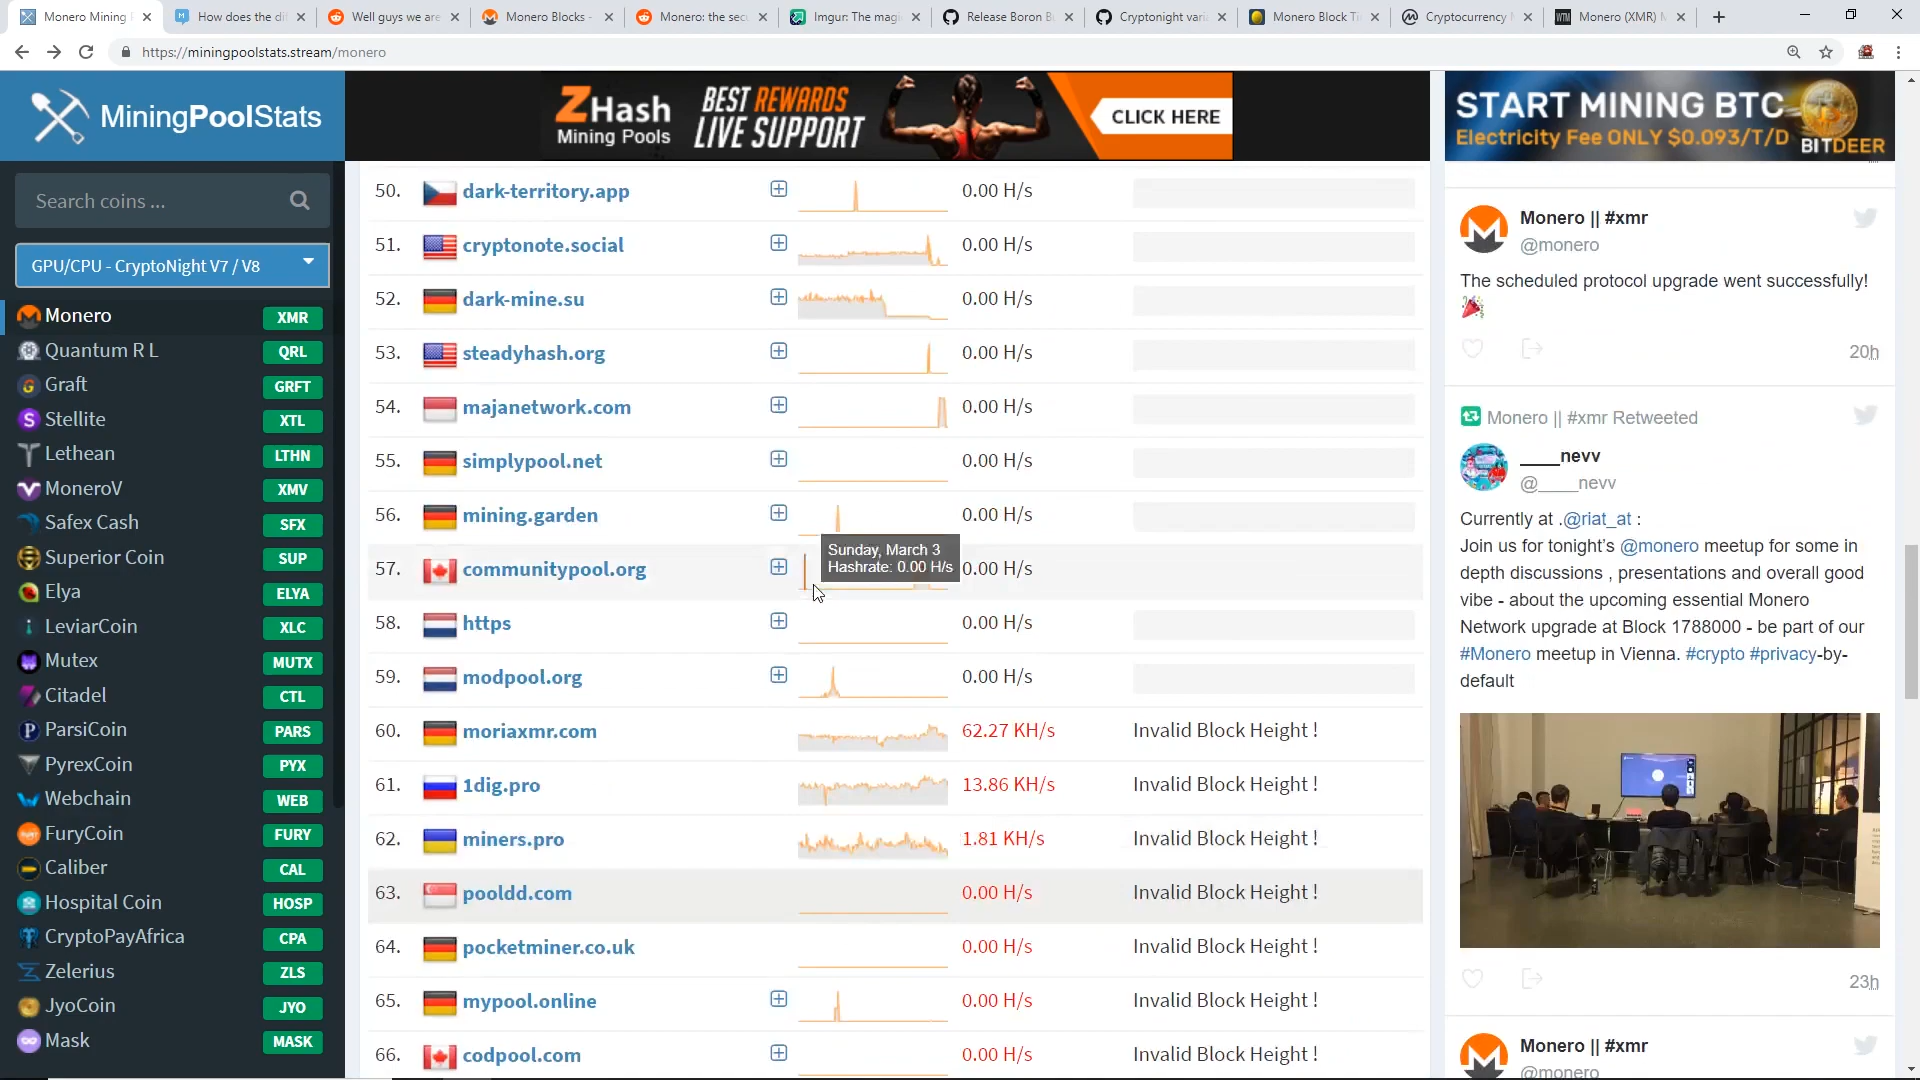 Monero Mining P
How does the dif
Well guys we are
Monero Blocks -
Monero: the secu
Imgur: The magic
Release Boron Bu
Cryptonight varia
Monero Block Ti
Cryptocurrency M
Monero (XMR) M
https://miningpoolstats.stream/monero
MiningPoolStats
ZHash
Mining Pools
BEST REWARDS
LIVE SUPPORT
CLICK HERE
START MINING BTC
Electricity Fee ONLY $0.093/T/D
BITDEER
Search coins ...
GPU/CPU - CryptoNight V7 / V8
Monero XMR
Quantum R L QRL
Graft GRFT
Stellite XTL
Lethean LTHN
MoneroV XMV
Safex Cash SFX
Superior Coin SUP
Elya ELYA
LeviarCoin XLC
Mutex MUTX
Citadel CTL
ParsiCoin PARS
PyrexCoin PYX
Webchain WEB
FuryCoin FURY
Caliber CAL
Hospital Coin HOSP
CryptoPayAfrica CPA
Zelerius ZLS
JyoCoin JYO
Mask MASK
50. dark-territory.app 0.00 H/s
51. cryptonote.social 0.00 H/s
52. dark-mine.su 0.00 H/s
53. steadyhash.org 0.00 H/s
54. majanetwork.com 0.00 H/s
55. simplypool.net 0.00 H/s
56. mining.garden 0.00 H/s
Sunday, March 3
Hashrate: 0.00 H/s
57. communitypool.org 0.00 H/s
58. https 0.00 H/s
59. modpool.org 0.00 H/s
60. moriaxmr.com 62.27 KH/s Invalid Block Height !
61. 1dig.pro 13.86 KH/s Invalid Block Height !
62. miners.pro 1.81 KH/s Invalid Block Height !
63. pooldd.com 0.00 H/s Invalid Block Height !
64. pocketminer.co.uk 0.00 H/s Invalid Block Height !
65. mypool.online 0.00 H/s Invalid Block Height !
66. codpool.com 0.00 H/s Invalid Block Height !
Monero || #xmr
@monero
The scheduled protocol upgrade went successfully!
20h
Monero || #xmr Retweeted
____nevv
@____nevv
Currently at .@riat_at :
Join us for tonight's @monero meetup for some in
depth discussions , presentations and overall good
vibe - about the upcoming essential Monero
Network upgrade at Block 1788000 - be part of our
#Monero meetup in Vienna. #crypto #privacy-by-
default
23h
Monero || #xmr
@monero